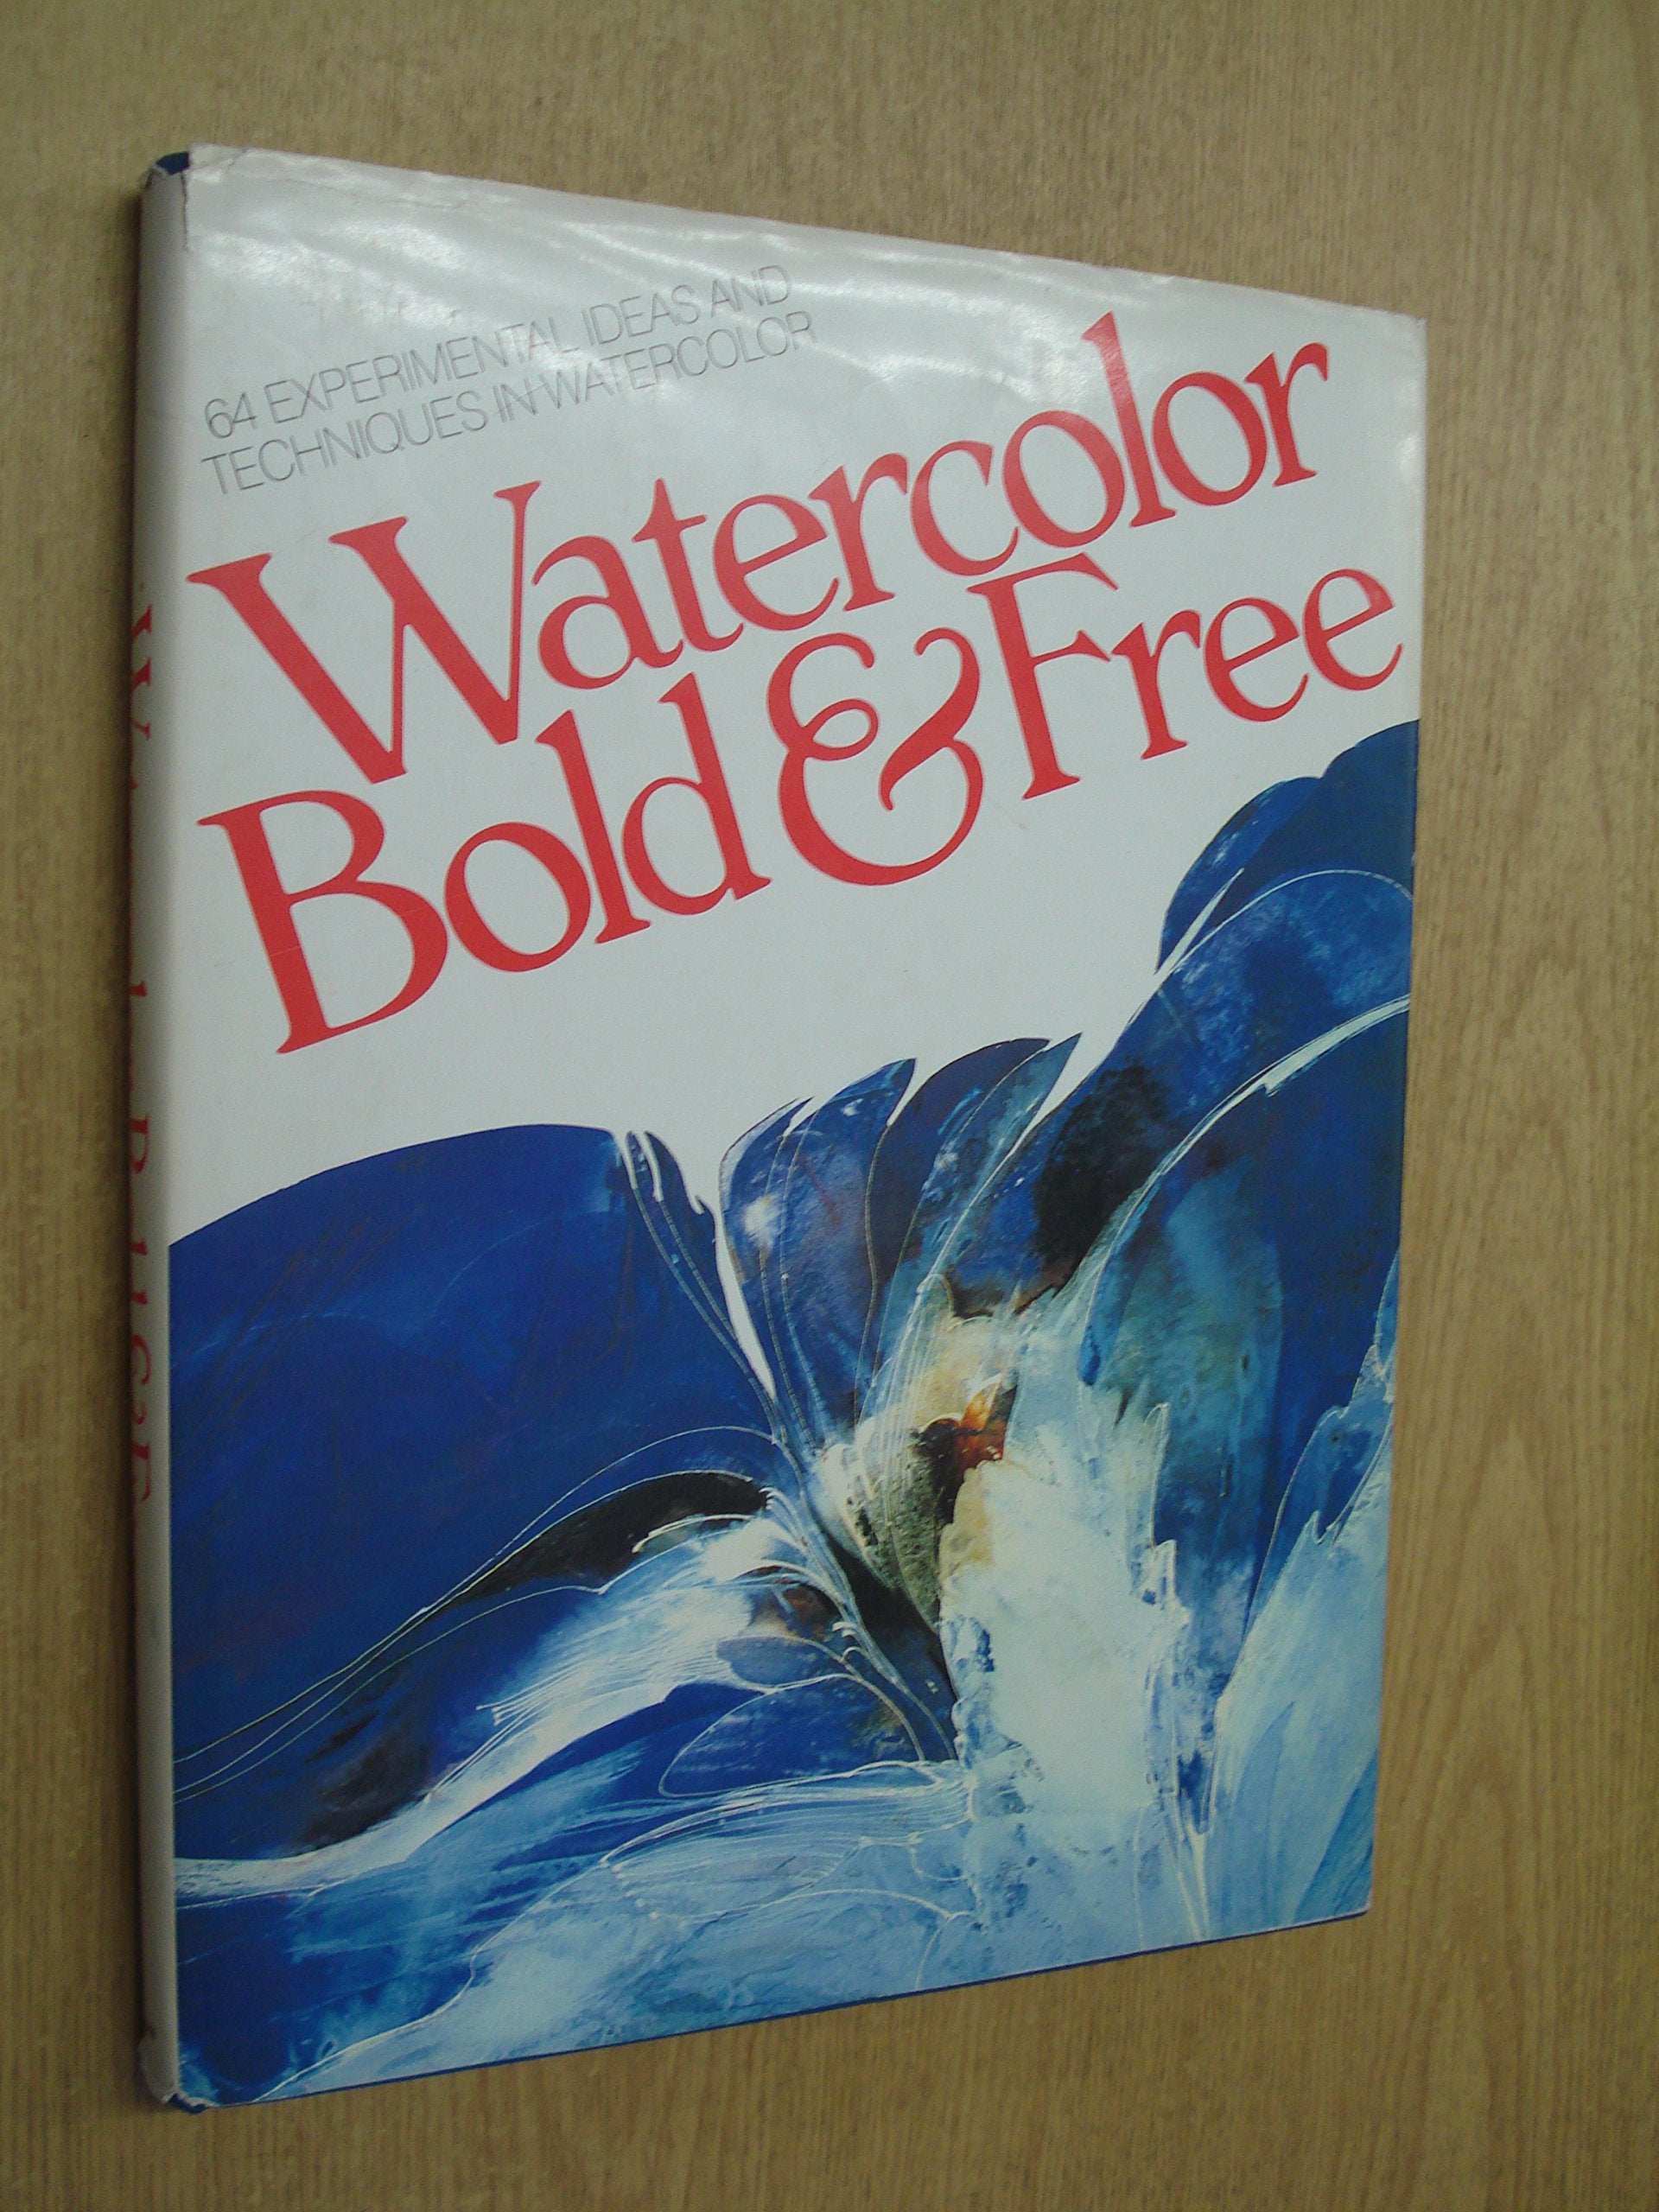 64 EXPERIMENTAL IDEAS AND
TECHNIQUES IN WATERCOLOR
Watercolor
Bold & Free